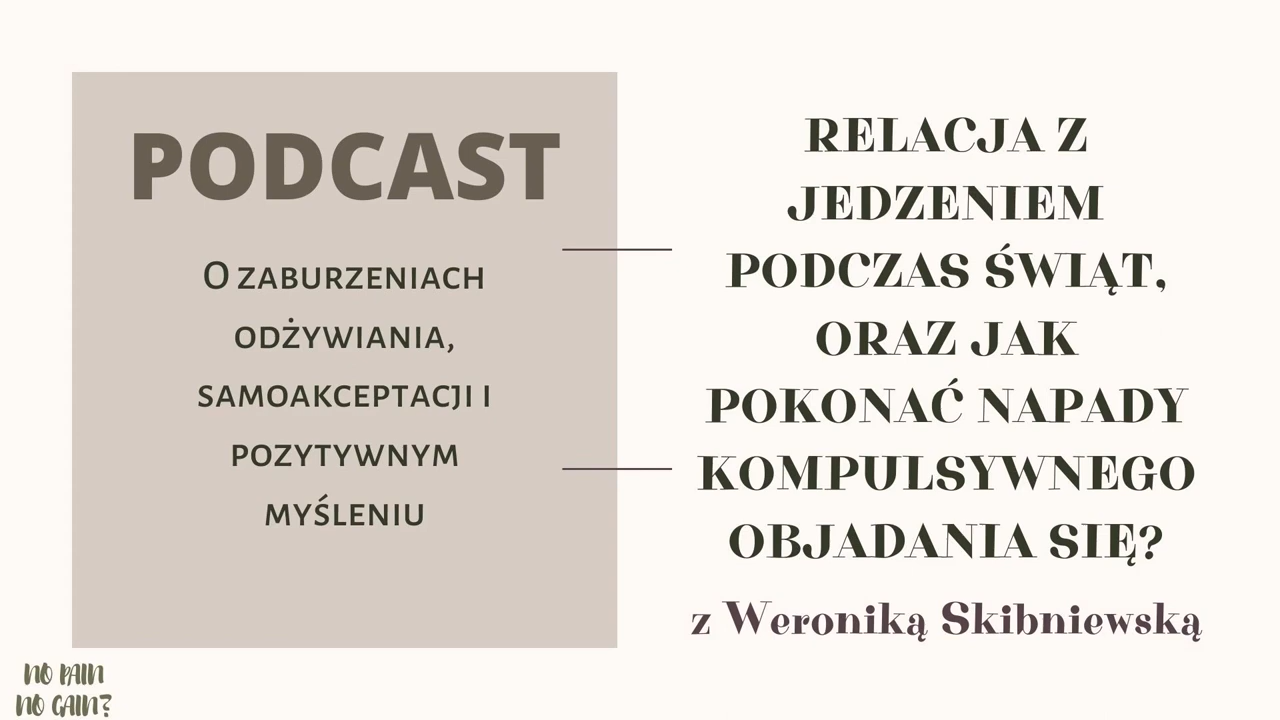 PODCAST
O ZABURZENIACH
ODŻYWIANIA,
SAMOAKCEPTACJI I
POZYTYWNYM
MYŚLENIU
RELACJA Z
JEDZENIEM
PODCZAS ŚWIĄT,
ORAZ JAK
POKONAĆ NAPADY
KOMPULSYWNEGO
OBJADANIA SIĘ?
z Weroniką Skibniewską
NO PAIN
NO GAIN?